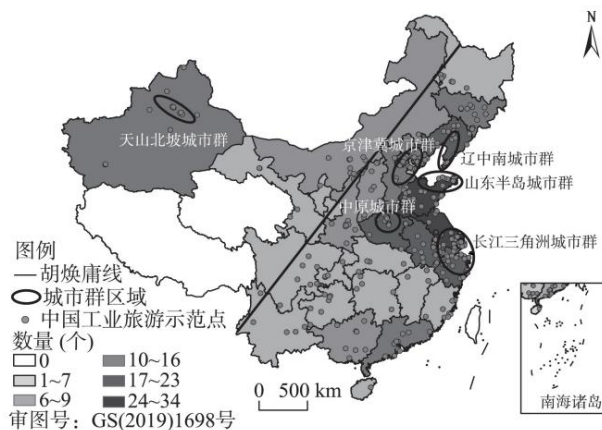 N
天山北坡城市群
京津冀城市群
辽中南城市群
山东半岛城市群
中原城市群
长江三角洲城市群
图例
胡焕庸线
城市群区域
中国工业旅游示范点
数量 (个)
0
10~16
1~7
17~23
6~9
24~34
0 500 km
南海诸岛
审图号：GS(2019)1698号